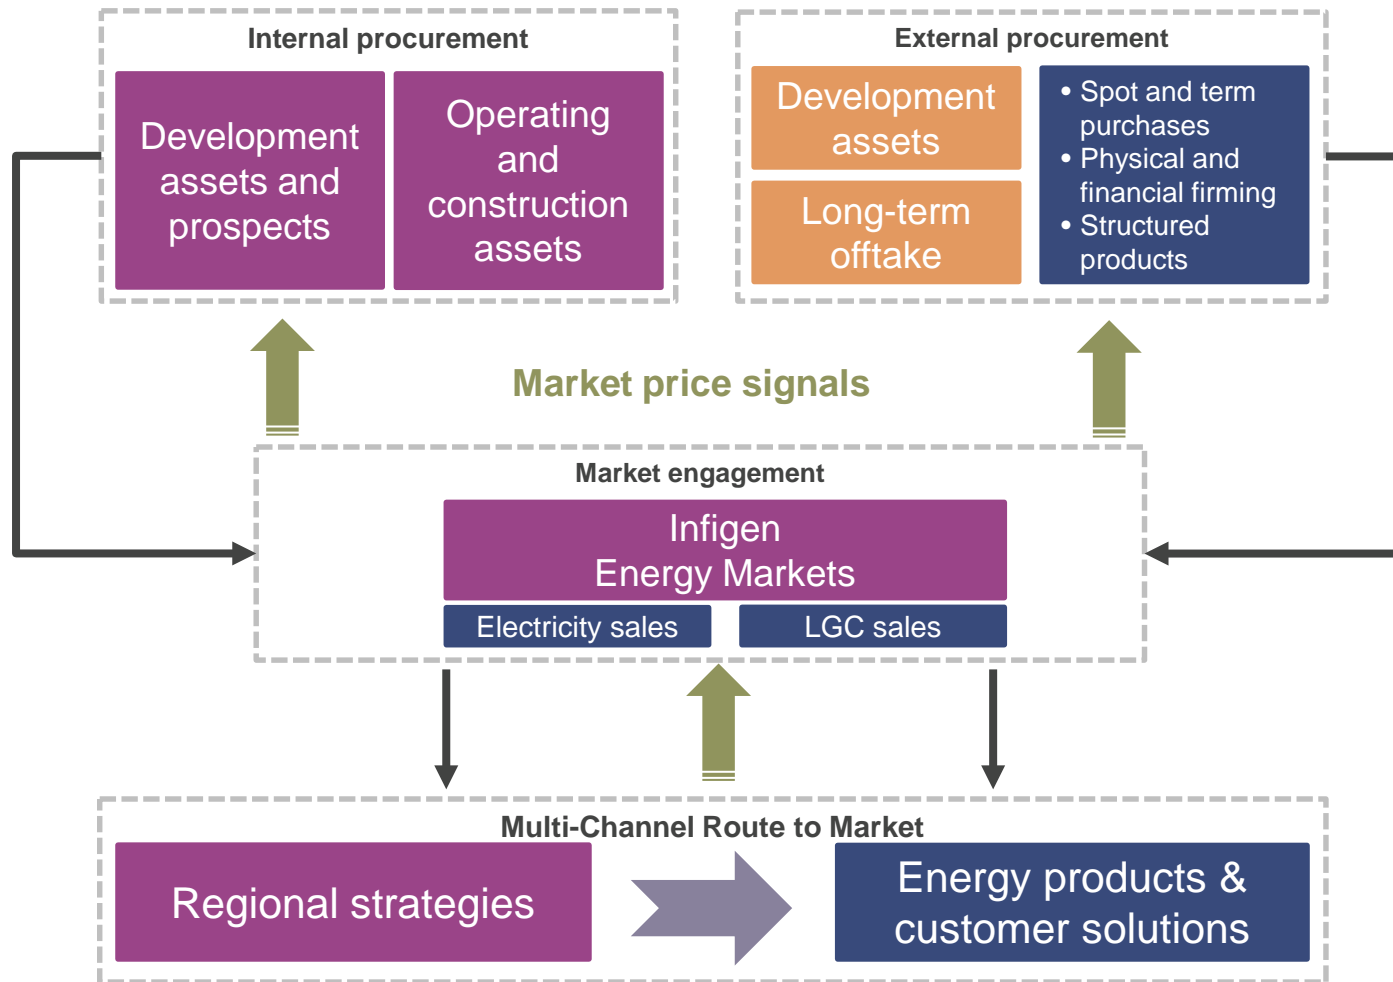 Internal procurement
Development
assets and
prospects
Operating
and
construction
assets
External procurement
Development
assets
Long-term
offtake
• Spot and term
purchases
• Physical and
financial firming
• Structured
products
Market price signals
Market engagement
Infigen
Energy Markets
Electricity sales
LGC sales
Multi-Channel Route to Market
Regional strategies
Energy products &
customer solutions